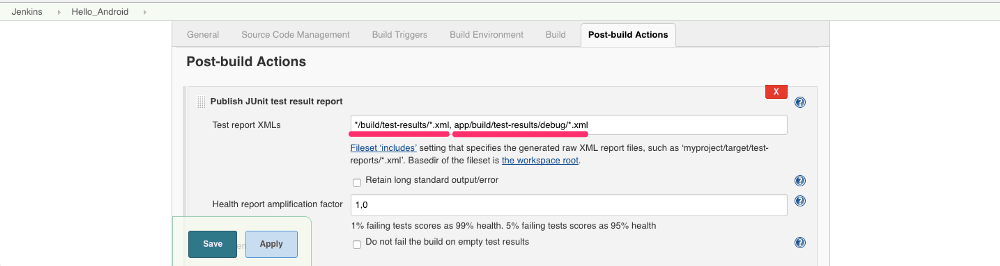 Jenkins Hello_Android
General Source Code Management Build Triggers Build Environment Build Post-build Actions
Post-build Actions
X
Publish JUnit test result report
Test report XMLs */build/test-results/*.xml, app/build/test-results/debug/*.xml
Fileset 'includes' setting that specifies the generated raw XML report files, such as 'myproject/target/test-
reports/*.xml'. Basedir of the fileset is the workspace root.
Retain long standard output/error
Health report amplification factor 1,0
1% failing tests scores as 99% health. 5% failing tests scores as 95% health
Save Apply
Do not fail the build on empty test results